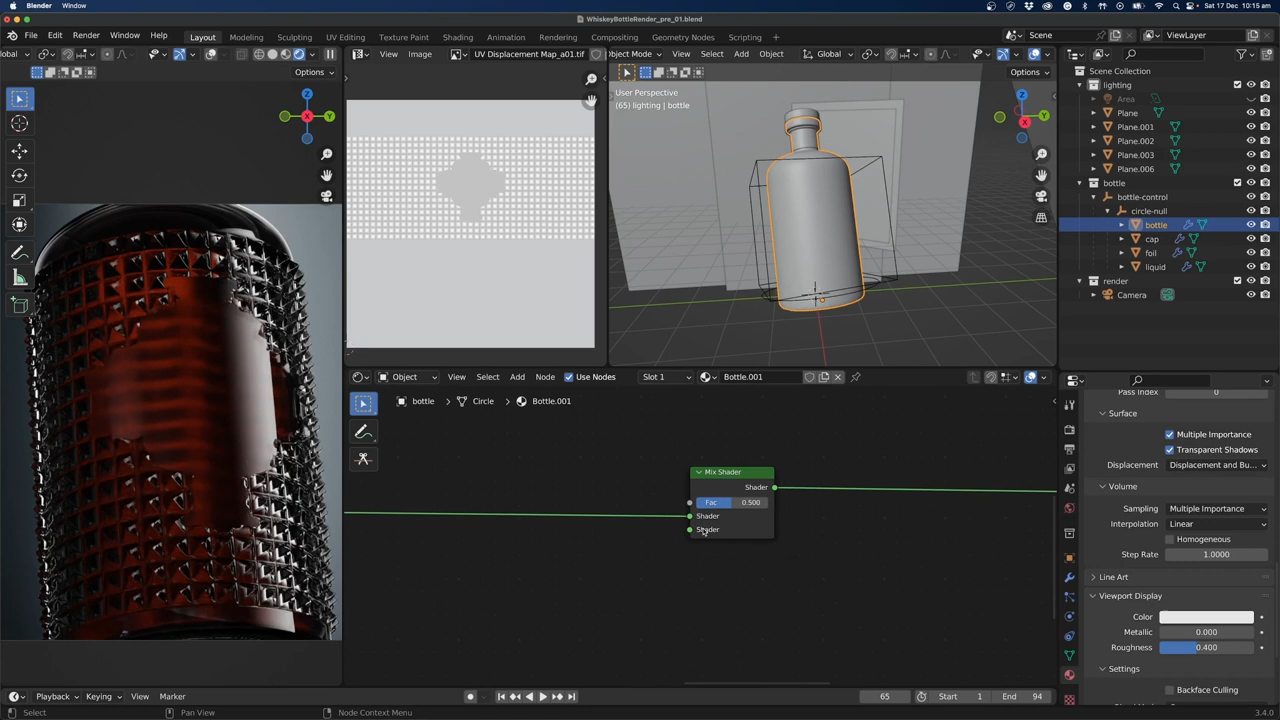 Blender Window
Sat 17 Dec 10:15 am
WhiskeyBottleRender_pre_01.blend
File Edit Render Window Help
Layout Modeling Sculpting UV Editing Texture Paint Shading Animation Rendering Compositing Geometry Nodes Scripting
Scene
ViewLayer
lobal
View Image
UV Displacement Map_a01.tif
bject Mode View Select Add Object
Global
Options
Options
User Perspective
(65) lighting | bottle
Scene Collection
lighting
Area
Plane
Plane.001
Plane.002
Plane.003
Plane.006
bottle
bottle-control
circle-null
bottle
cap
foil
liquid
render
Camera
Object View Select Add Node Use Nodes Slot 1 Bottle.001
bottle > Circle > Bottle.001
Mix Shader
Shader
Fac 0.500
Shader
Shader
Pass Index 0
Surface
Multiple Importance
Transparent Shadows
Displacement Displacement and Bu...
Volume
Sampling Multiple Importance
Interpolation Linear
Homogeneous
Step Rate 1.0000
Line Art
Viewport Display
Color
Metallic 0.000
Roughness 0.400
Settings
Backface Culling
Playback Keying View Marker
65 Start 1 End 94
Select Pan View Node Context Menu
3.4.0